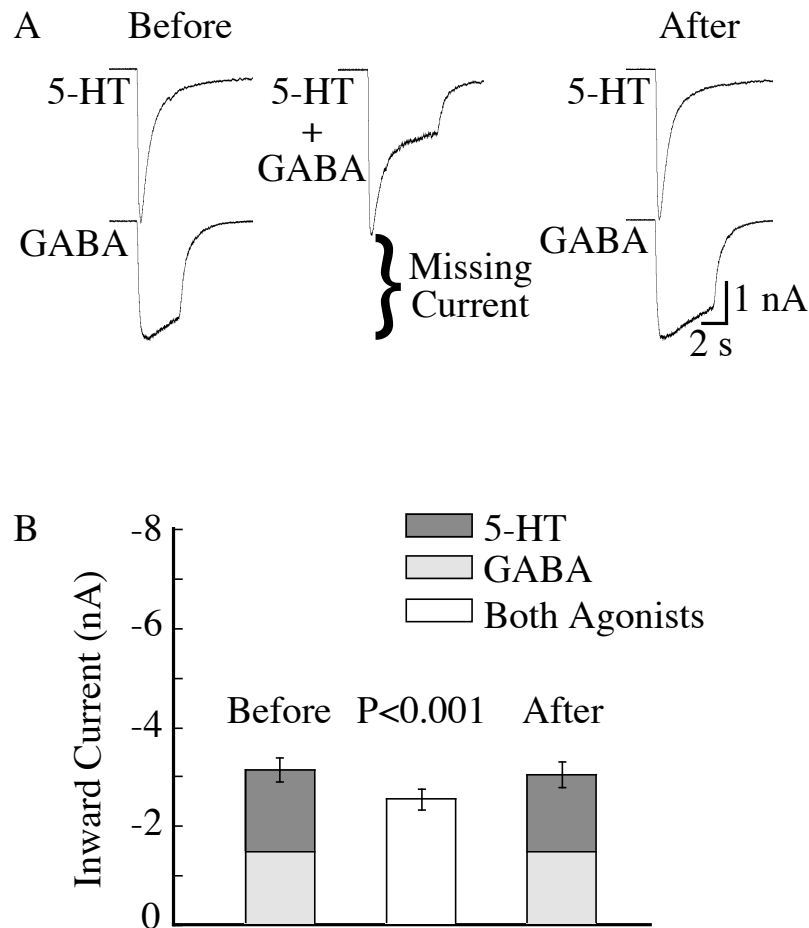 A
Before
After
5-HT
5-HT
+
GABA
5-HT
GABA
Missing
Current
GABA
1 nA
2 s
B
-8
-6
-4
-2
0
Inward Current (nA)
5-HT
GABA
Both Agonists
Before
P<0.001
After